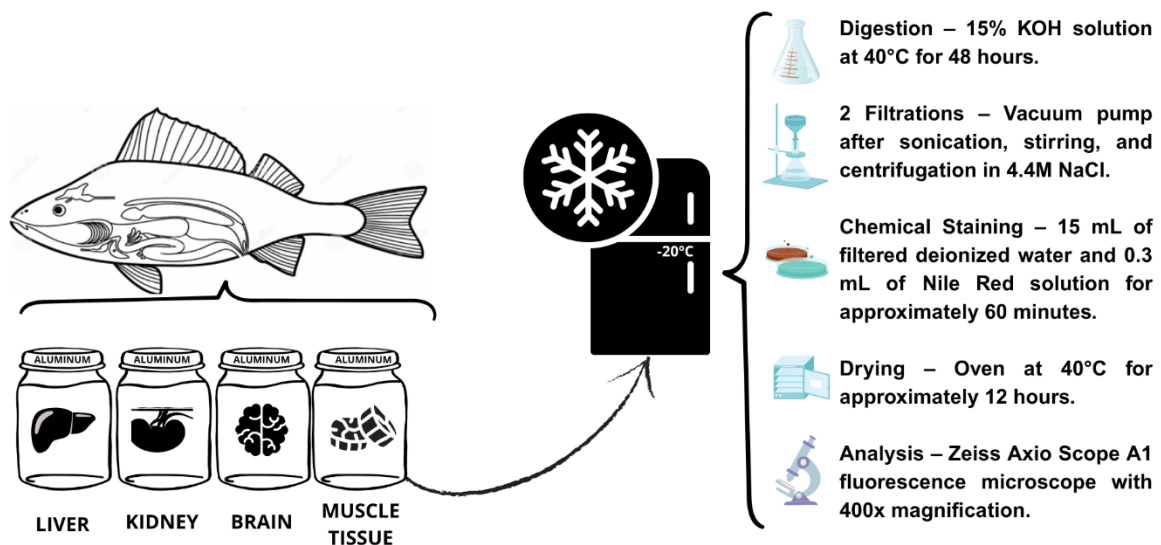 ALUMINUM
ALUMINUM
ALUMINUM
ALUMINUM
LIVER
KIDNEY
BRAIN
MUSCLE
TISSUE
-20°C
Digestion – 15% KOH solution
at 40°C for 48 hours.
2 Filtrations – Vacuum pump
after sonication, stirring, and
centrifugation in 4.4M NaCl.
Chemical Staining – 15 mL of
filtered deionized water and 0.3
mL of Nile Red solution for
approximately 60 minutes.
Drying – Oven at 40°C for
approximately 12 hours.
Analysis – Zeiss Axio Scope A1
fluorescence microscope with
400x magnification.